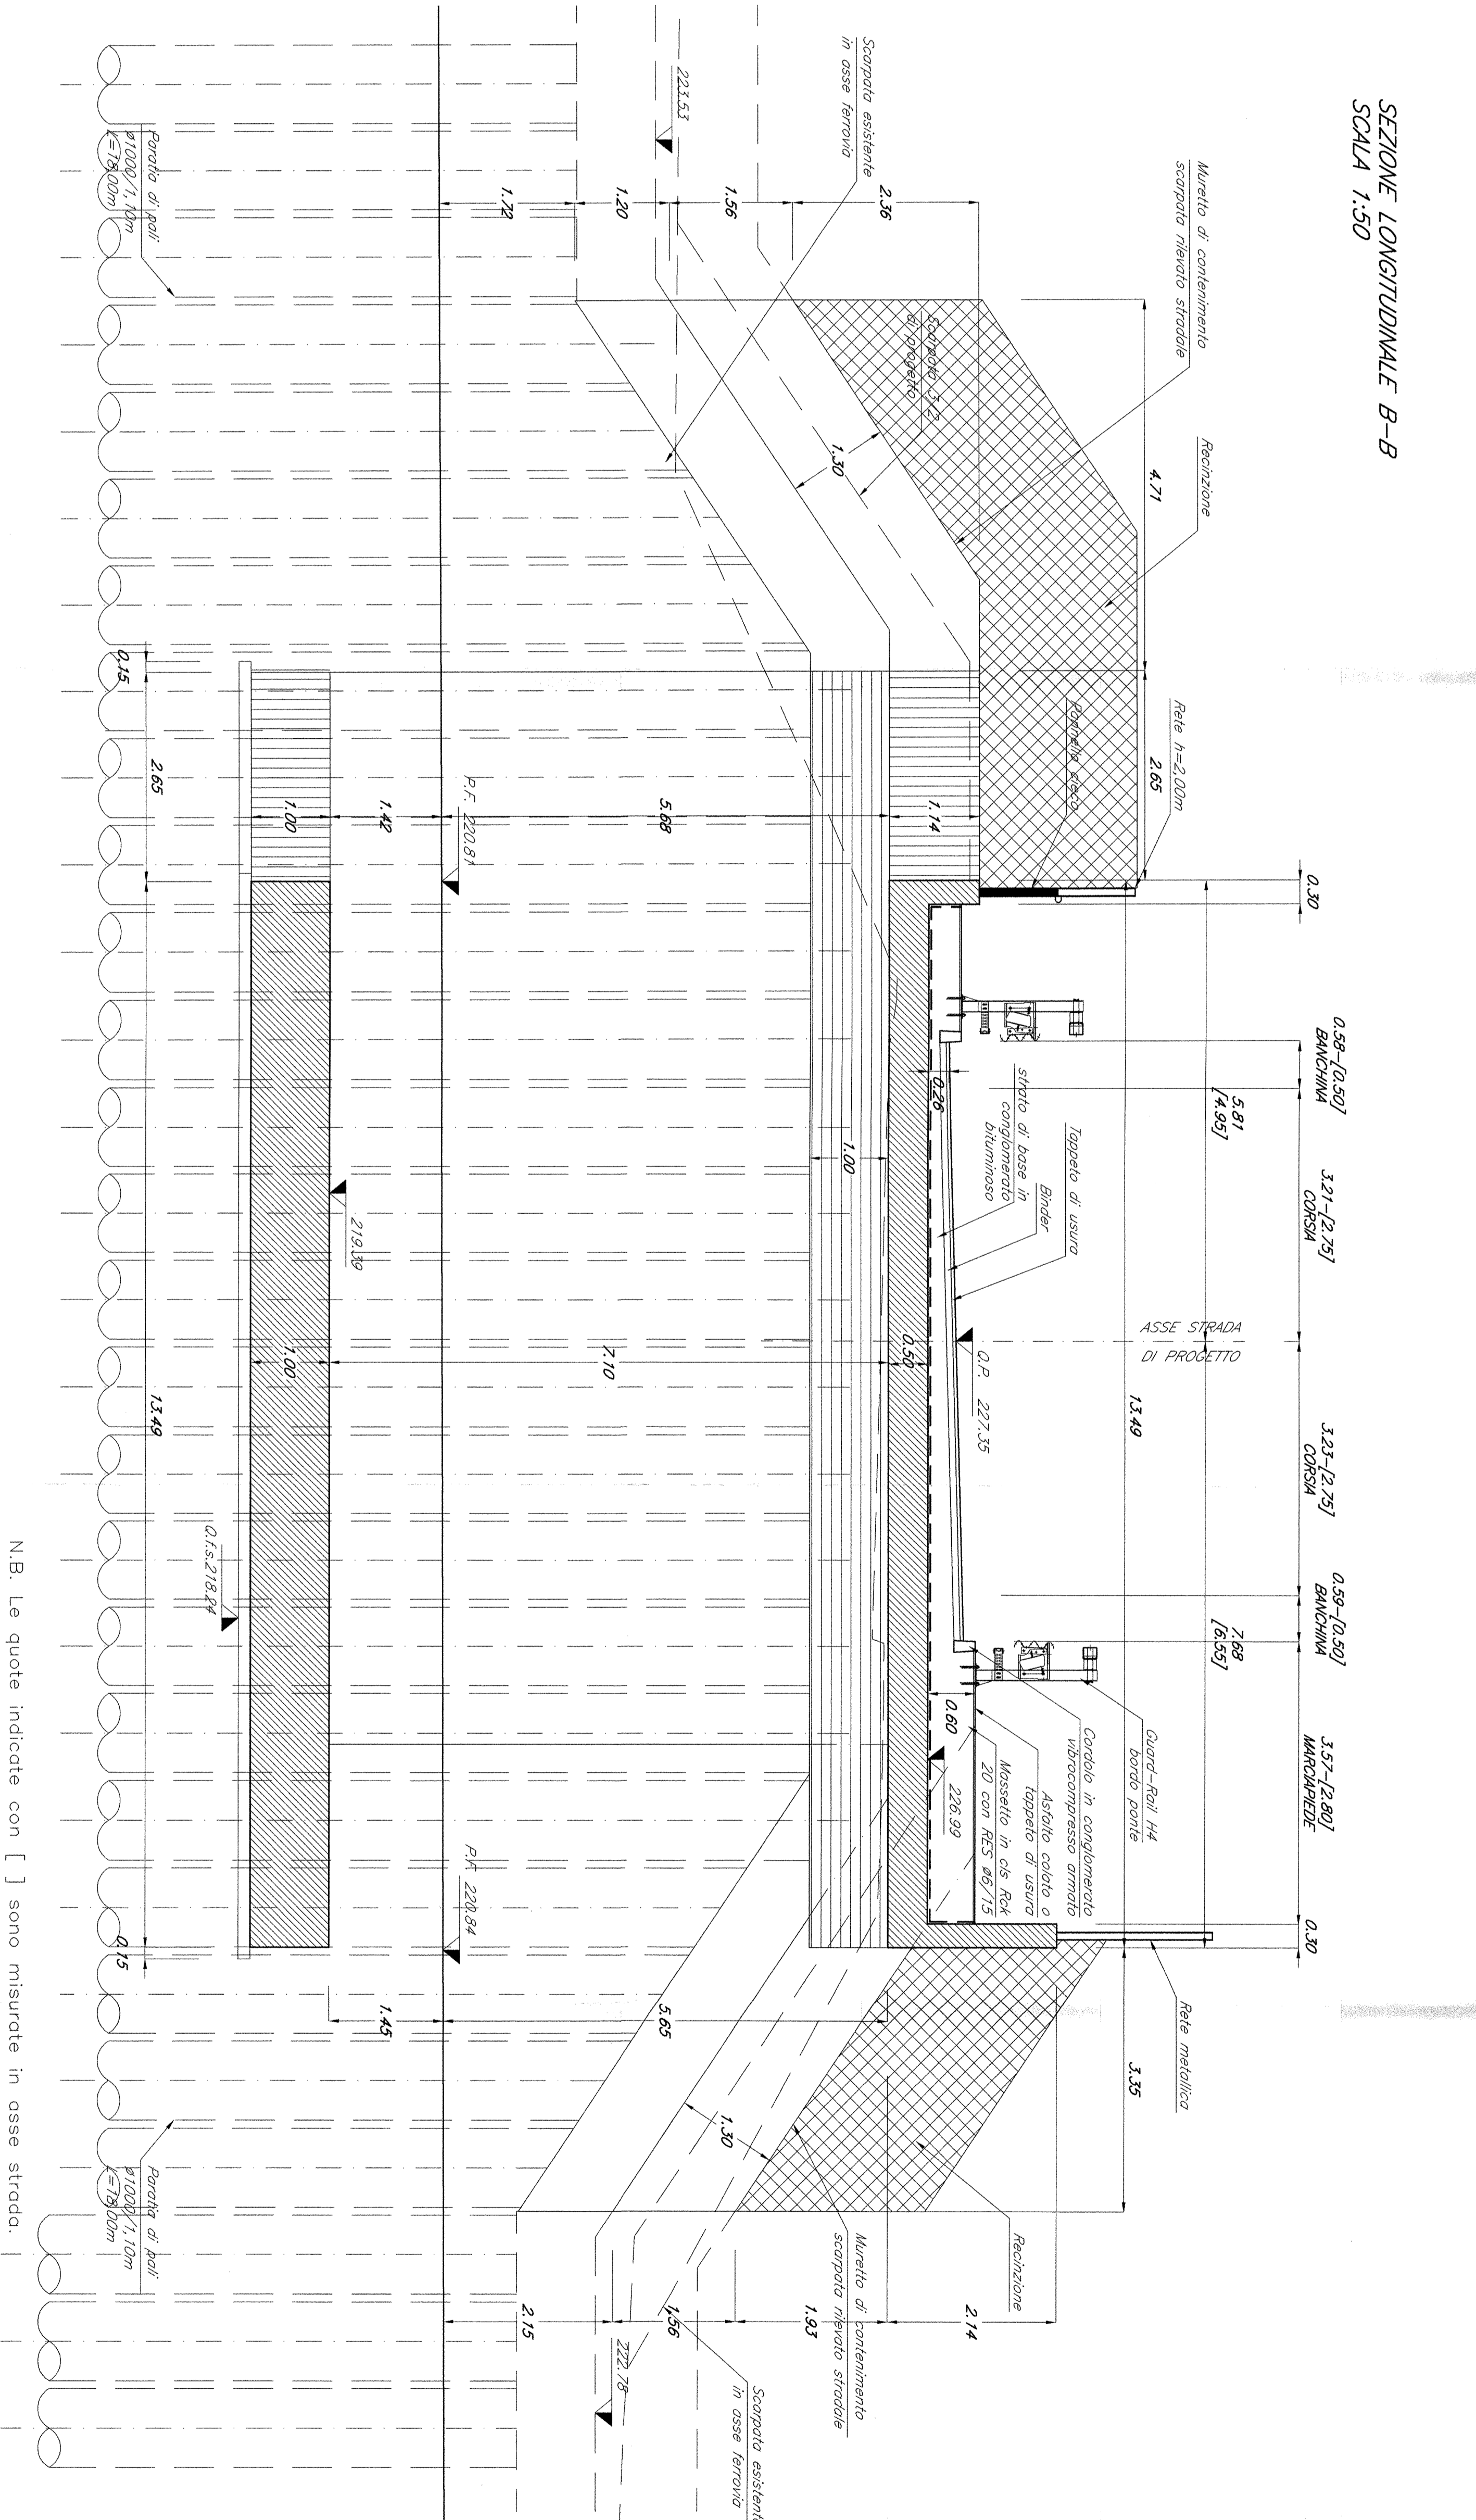 SEZIONE LONGITUDINALE B-B
SCALA 1:50
Muretto di contenimento
scarpata rilevato stradale
Recinzione
Rete h=2,00m
Pannello cieco
Scarpata esistente
in asse ferrovia
Scarpata 3/2
di progetto
223.53
4.71
2.65
0.30
0.58-[0.50]
BANCHINA
3.21-[2.75]
CORSIA
3.23-[2.75]
CORSIA
0.59-[0.50]
BANCHINA
3.57-[2.80]
MARCIAPIEDE
0.30
5.81
[4.95]
7.68
[6.55]
ASSE STRADA
DI PROGETTO
13.49
3.35
Rete metallica
Guard-Rail H4
bordo ponte
Cordolo in conglomerato
vibrocompresso armato
Asfalto colato o
tappeto di usura
Massetto in cls Rck
20 con RES ø6/15
Tappeto di usura
Binder
strato di base in
conglomerato
bituminoso
Q.P. 227.35
226.99
0.26
0.60
0.50
1.00
2.36
1.56
1.20
1.72
1.30
1.14
5.68
1.42
1.00
P.F. 220.81
219.39
7.10
1.00
P.F. 220.84
5.65
1.45
1.30
Recinzione
Muretto di contenimento
scarpata rilevato stradale
2.14
1.93
1.56
2.15
222.78
Scarpata esistent
in asse ferrovia
Paratia di pali
ø1000/1,10m
L=18,00m
0.15
2.65
13.49
0.15
Q.f.s.218.24
Paratia di pali
ø1000/1,10m
L=18,00m
N.B. Le quote indicate con [ ] sono misurate in asse strada.